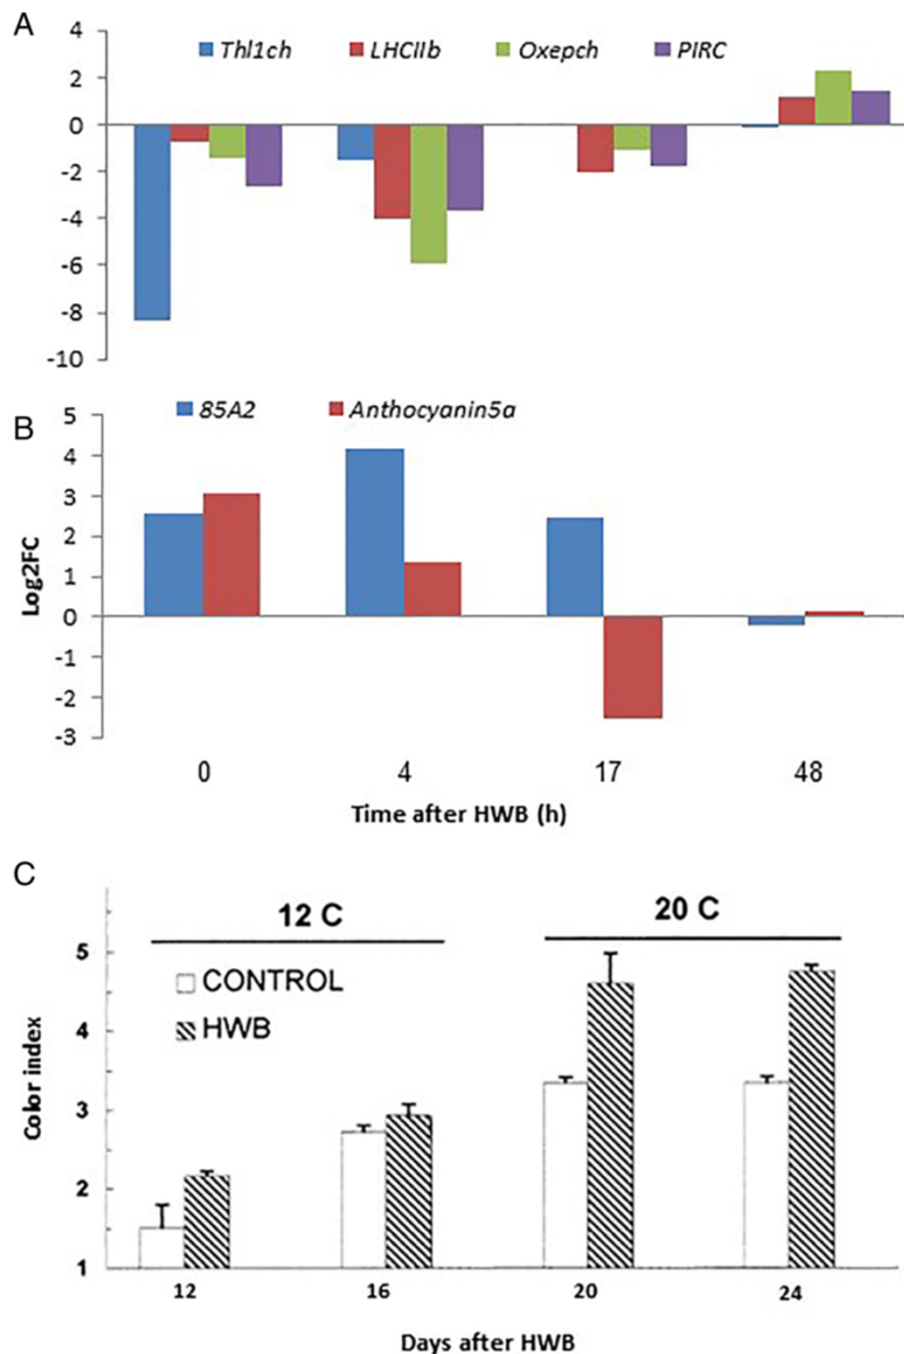 A
4
Thl1ch LHCIIb Oxepch PIRC
2
0
-2
-4
-6
-8
-10
B
5
85A2 Anthocyanin5a
4
3
2
1
0
-1
-2
-3
Log2FC
0 4 17 48
Time after HWB (h)
C
12 C 20 C
5
CONTROL
4
HWB
3
2
1
Color index
12 16 20 24
Days after HWB